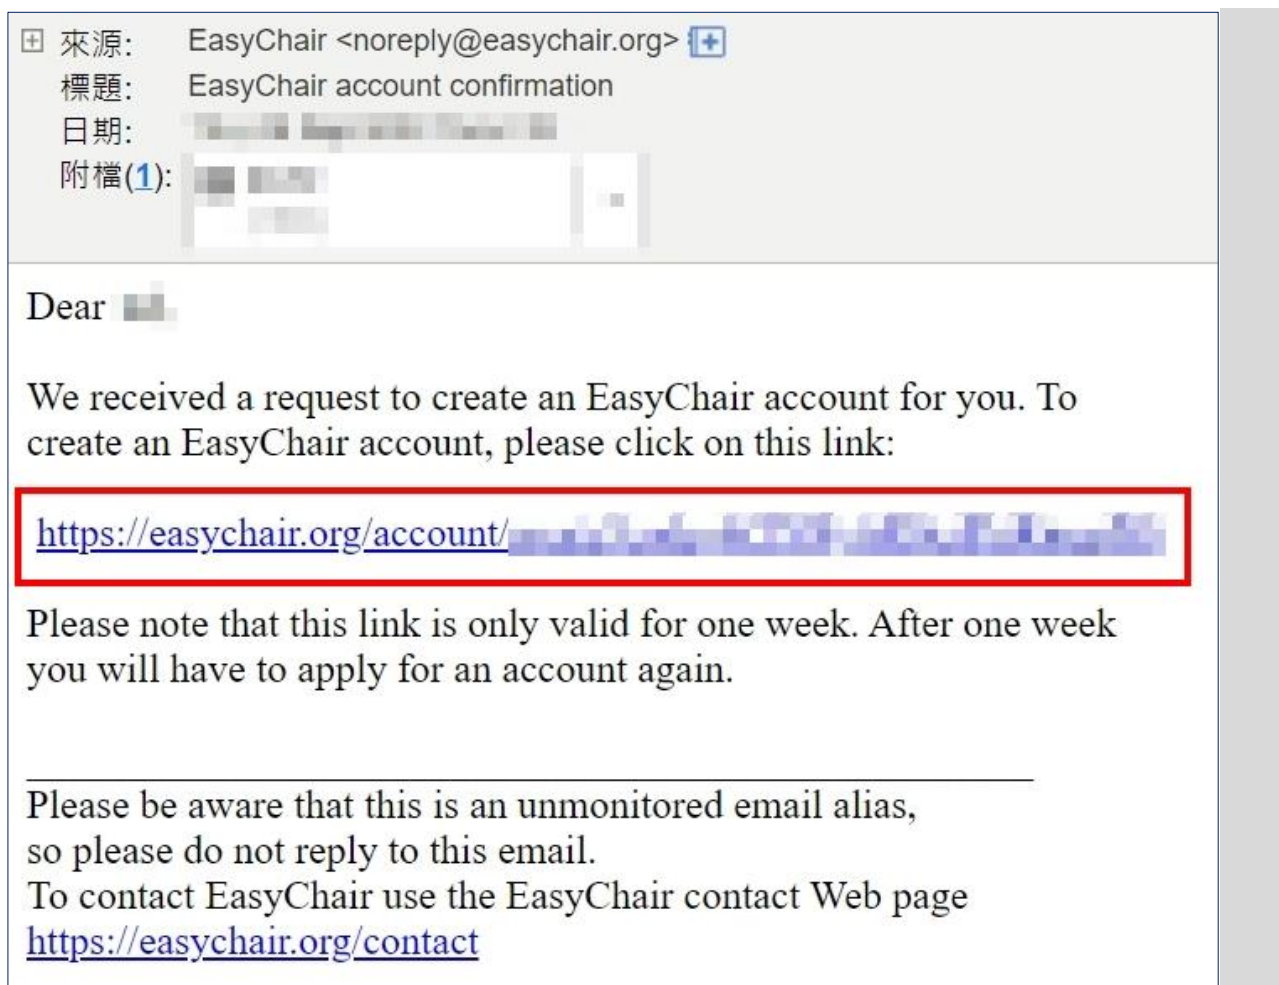 來源: EasyChair <noreply@easychair.org>
標題: EasyChair account confirmation
日期:
附檔(1):
Dear
We received a request to create an EasyChair account for you. To
create an EasyChair account, please click on this link:
https://easychair.org/account/
Please note that this link is only valid for one week. After one week
you will have to apply for an account again.
Please be aware that this is an unmonitored email alias,
so please do not reply to this email.
To contact EasyChair use the EasyChair contact Web page
https://easychair.org/contact